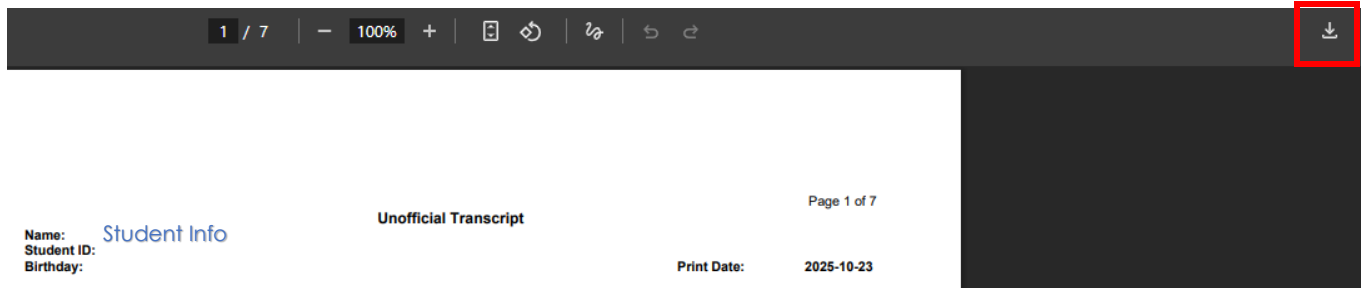 1 / 7 100%
Page 1 of 7
Unofficial Transcript
Name: Student Info
Student ID:
Birthday:
Print Date: 2025-10-23